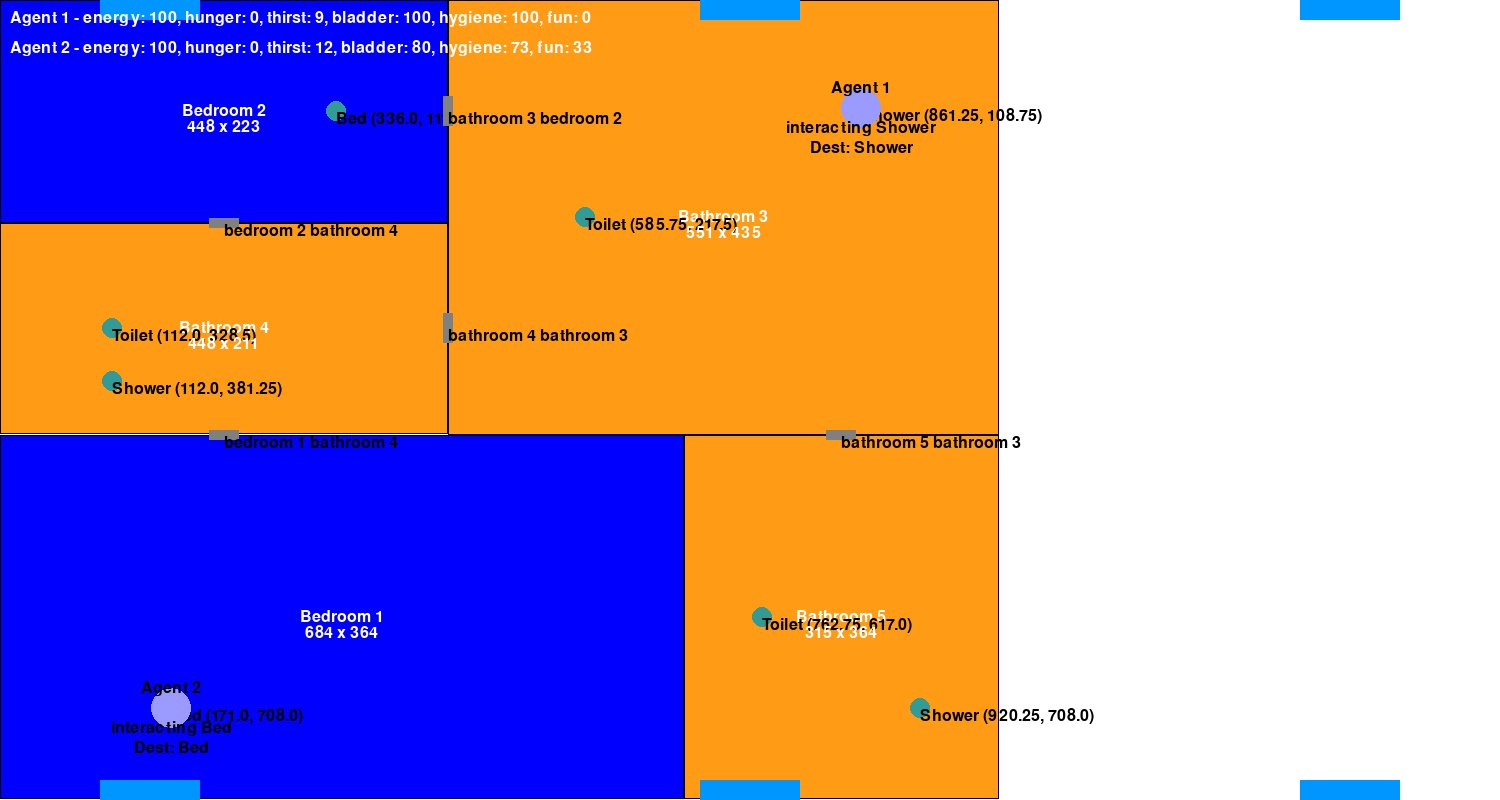 Agent 1 - energy: 100, hunger: 0, thirst: 9, bladder: 100, hygiene: 100, fun: 0
Agent 2 - energy: 100, hunger: 0, thirst: 12, bladder: 80, hygiene: 73, fun: 33
Agent 1
Bedroom 2
448 x 223
Bed (336.0, 11
bathroom 3 bedroom 2
ower (861.25, 108.75)
interacting Shower
Dest: Shower
Bathroom 3
551 x 435
Toilet (585.75, 217.5)
bedroom 2 bathroom 4
Bathroom 4
448 x 211
Toilet (112.0, 328.5)
bathroom 4 bathroom 3
Shower (112.0, 381.25)
bedroom 1 bathroom 4
bathroom 5 bathroom 3
Bedroom 1
684 x 364
Bathroom 5
315 x 364
Toilet (762.75, 617.0)
Agent 2
d (171.0, 708.0)
interacting Bed
Dest: Bed
Shower (920.25, 708.0)